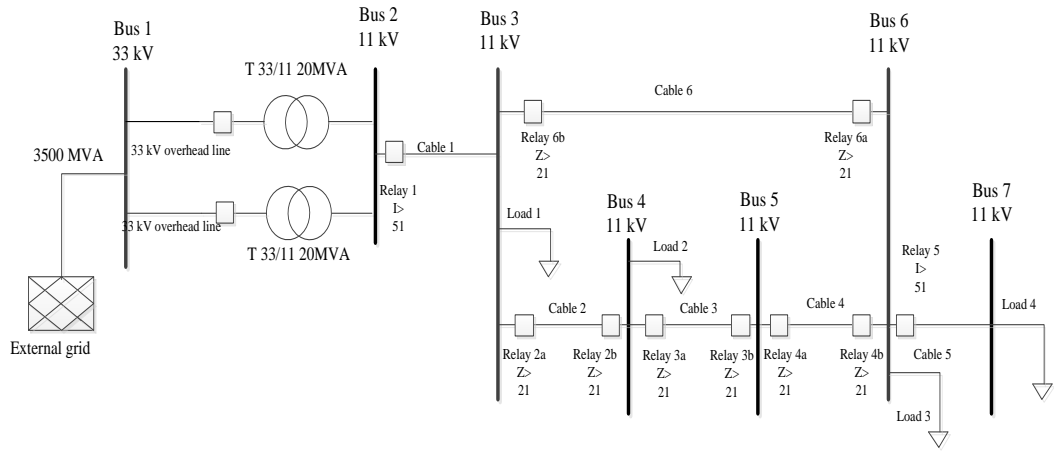 Bus 1
33 kV
Bus 2
11 kV
Bus 3
11 kV
Bus 6
11 kV
T 33/11 20MVA
Cable 6
33 kV overhead line
Cable 1
Relay 6b
Z>
21
Relay 6a
Z>
21
3500 MVA
Relay 1
I>
51
33 kV overhead line
T 33/11 20MVA
Load 1
Bus 4
11 kV
Load 2
Bus 5
11 kV
Bus 7
11 kV
Relay 5
I>
51
Load 4
Cable 2
Cable 3
Cable 4
Cable 5
External grid
Relay 2a
Z>
21
Relay 2b
Z>
21
Relay 3a
Z>
21
Relay 3b
Z>
21
Relay 4a
Z>
21
Relay 4b
Z>
21
Load 3